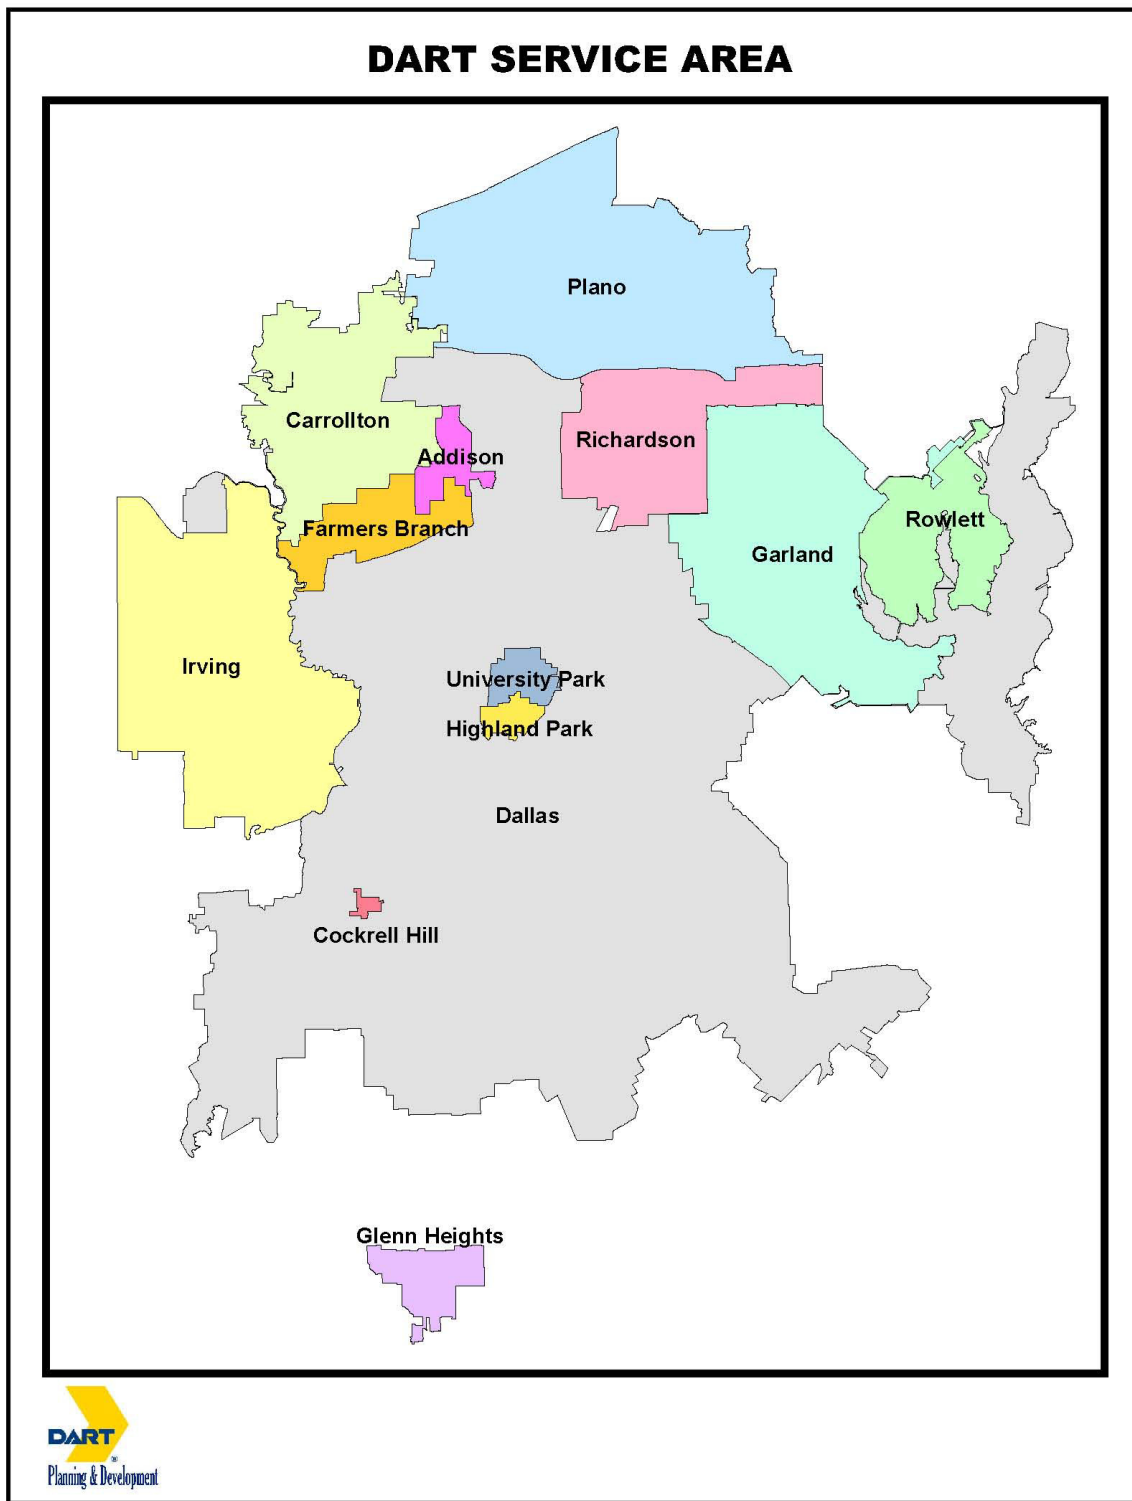 DART SERVICE AREA
Plano
Carrollton
Richardson
Addison
Rowlett
Farmers Branch
Garland
Irving
University Park
Highland Park
Dallas
Cockrell Hill
Glenn Heights
DART
®
Planning & Development